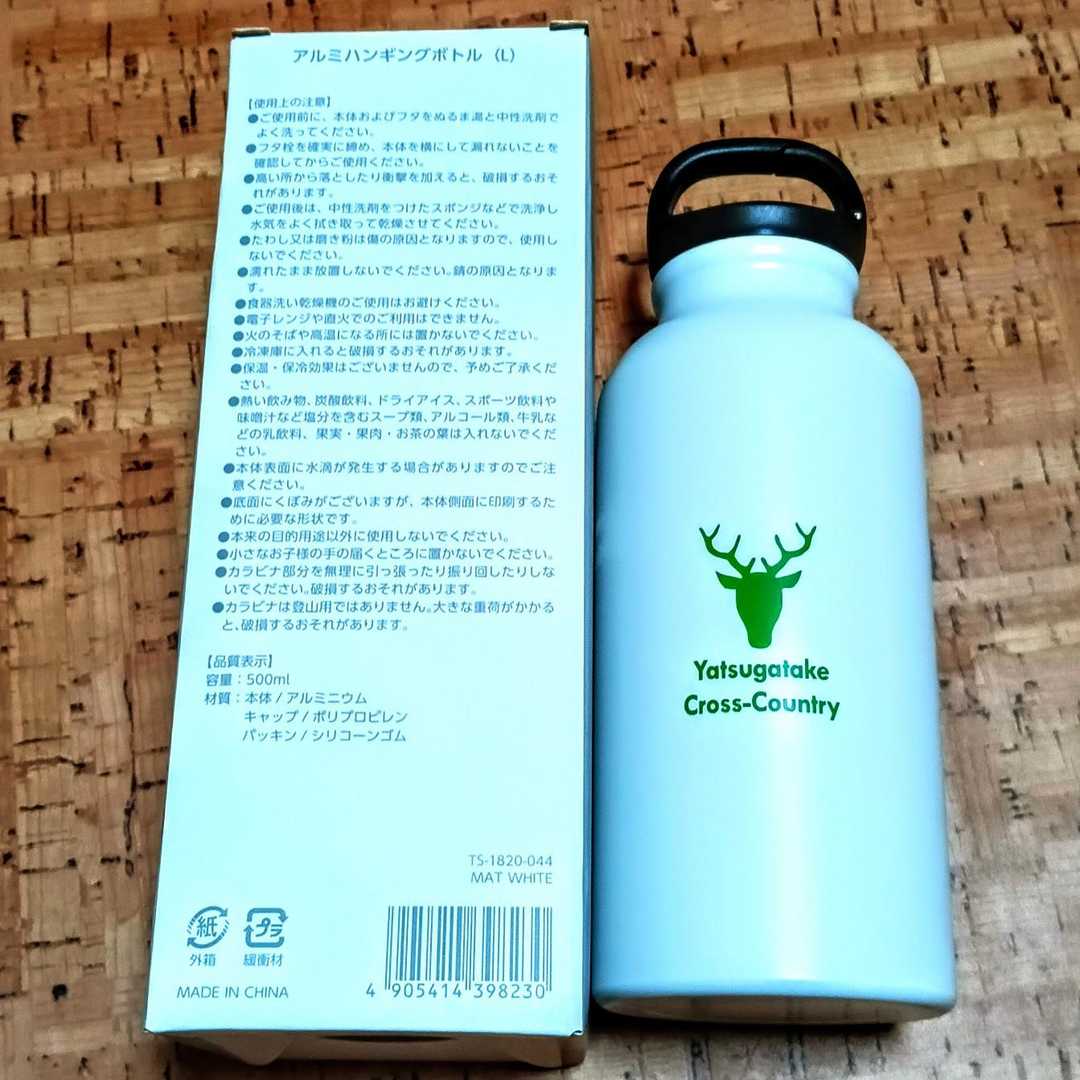 アルミハンギングボトル（L）
【使用上の注意】
●ご使用前に、本体およびフタをぬるま湯と中性洗剤で
よく洗ってください。
●フタ栓を確実に締め、本体を横にして漏れないことを
確認してからご使用ください。
●高い所から落としたり衝撃を加えると、破損するおそ
れがあります。
●ご使用後は、中性洗剤をつけたスポンジなどで洗浄し
水気をよく拭き取って乾燥させてください。
●たわし又は磨き粉は傷の原因となりますので、使用し
ないでください。
●濡れたまま放置しないでください。錆の原因となりま
す。
●食器洗い乾燥機のご使用はお避けください。
●電子レンジや直火でのご利用はできません。
●火のそばや高温になる所には置かないでください。
●冷凍庫に入れると破損するおそれがあります。
●保温・保冷効果はございませんので、予めご了承くだ
さい。
●熱い飲み物、炭酸飲料、ドライアイス、スポーツ飲料や
味噌汁など塩分を含むスープ類、アルコール類、牛乳な
どの乳飲料、果実・果肉・お茶の葉は入れないでくだ
さい。
●本体表面に水滴が発生する場合がありますのでご注
意ください。
●底面にくぼみがございますが、本体側面に印刷するた
めに必要な形状です。
●本来の目的用途以外に使用しないでください。
●小さなお子様の手の届くところに置かないでください。
●カラビナ部分を無理に引っ張ったり振り回したりしな
いでください。破損するおそれがあります。
●カラビナは登山用ではありません。大きな重荷がかかる
と、破損するおそれがあります。
【品質表示】
容量：500ml
材質：本体 / アルミニウム
キャップ / ポリプロピレン
パッキン / シリコーンゴム
TS-1820-044
MAT WHITE
紙
外箱
プラ
緩衝材
MADE IN CHINA
4 905414 398230
Yatsugatake
Cross-Country